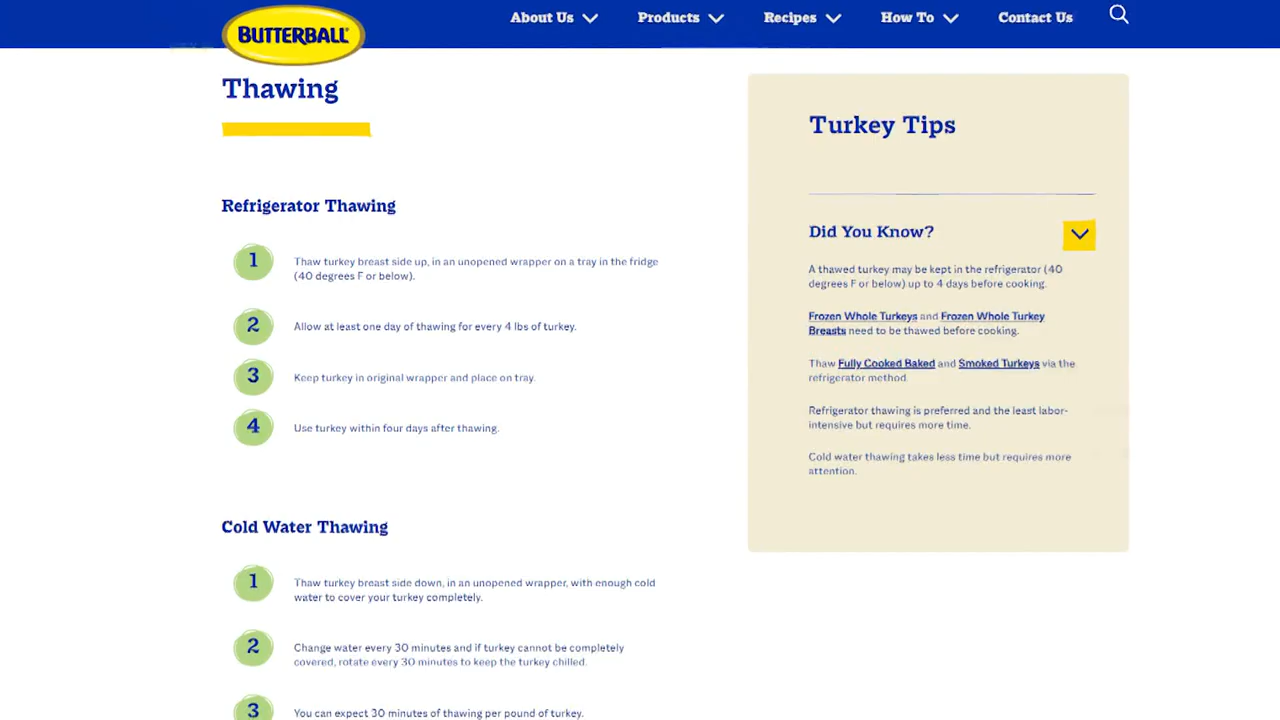 About Us
Products
Recipes
How To
Contact Us
BUTTERBALL®
Thawing
Refrigerator Thawing
1
Thaw turkey breast side up, in an unopened wrapper on a tray in the fridge
(40 degrees F or below).
2
Allow at least one day of thawing for every 4 lbs of turkey.
3
Keep turkey in original wrapper and place on tray.
4
Use turkey within four days after thawing.
Cold Water Thawing
1
Thaw turkey breast side down, in an unopened wrapper, with enough cold
water to cover your turkey completely.
2
Change water every 30 minutes and if turkey cannot be completely
covered, rotate every 30 minutes to keep the turkey chilled.
3
You can expect 30 minutes of thawing per pound of turkey.
Turkey Tips
Did You Know?
A thawed turkey may be kept in the refrigerator (40
degrees F or below) up to 4 days before cooking.
Frozen Whole Turkeys and Frozen Whole Turkey
Breasts need to be thawed before cooking.
Thaw Fully Cooked Baked and Smoked Turkeys via the
refrigerator method.
Refrigerator thawing is preferred and the least labor-
intensive but requires more time.
Cold water thawing takes less time but requires more
attention.